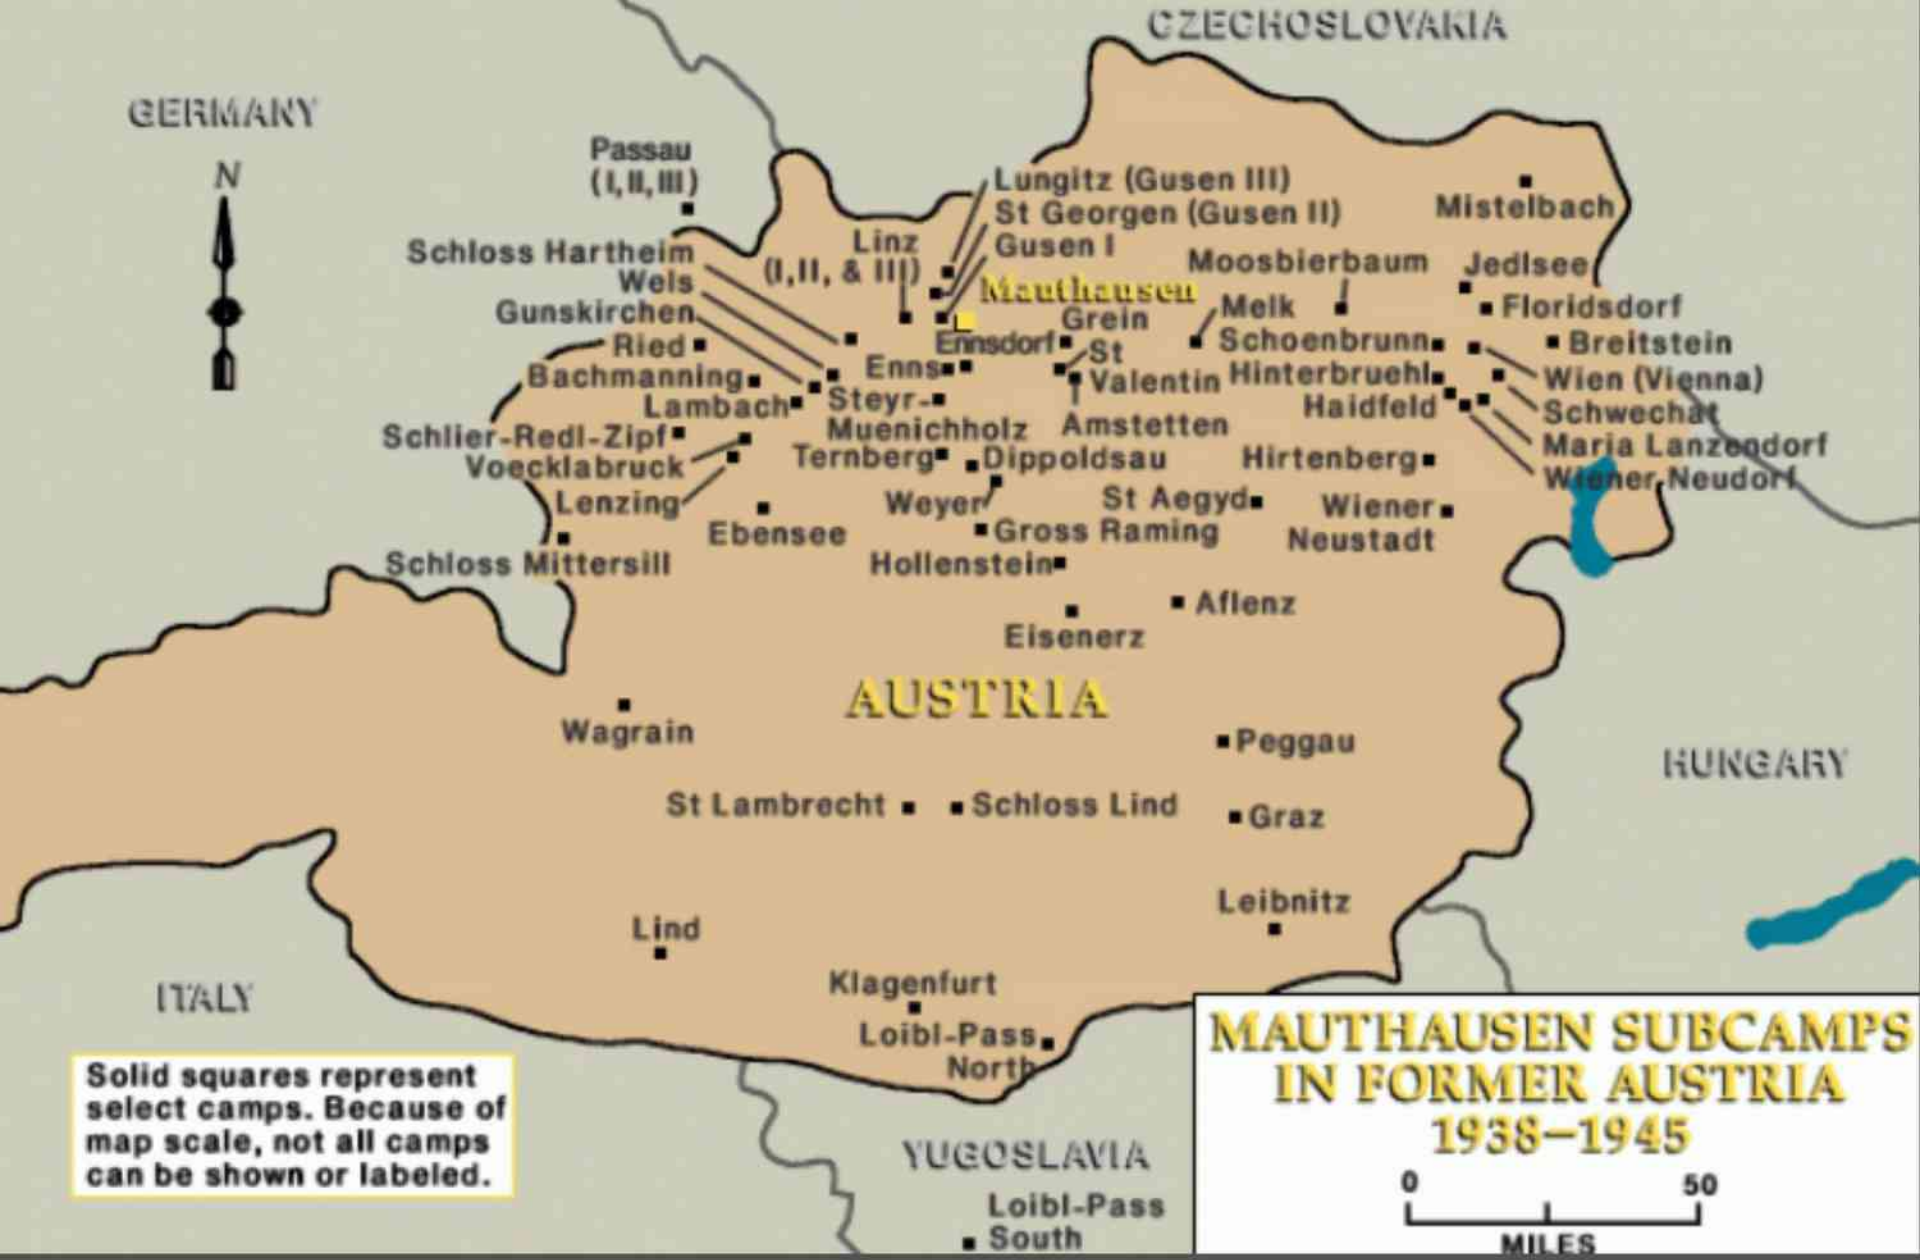 CZECHOSLOVAKIA
GERMANY
N
Passau
(I,II,III)
Lungitz (Gusen III)
St Georgen (Gusen II)
Gusen I
Mistelbach
Schloss Hartheim
Linz
(I,II, & III)
Moosbierbaum
Jedlsee
Wels
Mauthausen
Gunskirchen
Grein
Melk
Floridsdorf
Ried
Ennsdorf
St
Valentin
Schoenbrunn
Breitstein
Bachmanning
Enns
Hinterbruehl
Wien (Vienna)
Lambach
Steyr-
Muenichholz
Amstetten
Haidfeld
Schwechat
Schlier-Redl-Zipf
Maria Lanzendorf
Voecklabruck
Ternberg
Dippoldsau
Hirtenberg
Wiener Neudorf
Lenzing
Weyer
St Aegyd
Wiener
Neustadt
Ebensee
Gross Raming
Schloss Mittersill
Hollenstein
Aflenz
Eisenerz
AUSTRIA
Wagrain
Peggau
HUNGARY
St Lambrecht
Schloss Lind
Graz
Leibnitz
Lind
Klagenfurt
ITALY
Loibl-Pass
North
YUGOSLAVIA
Loibl-Pass
South
Solid squares represent
select camps. Because of
map scale, not all camps
can be shown or labeled.
MAUTHAUSEN SUBCAMPS
IN FORMER AUSTRIA
1938–1945
0 50
MILES